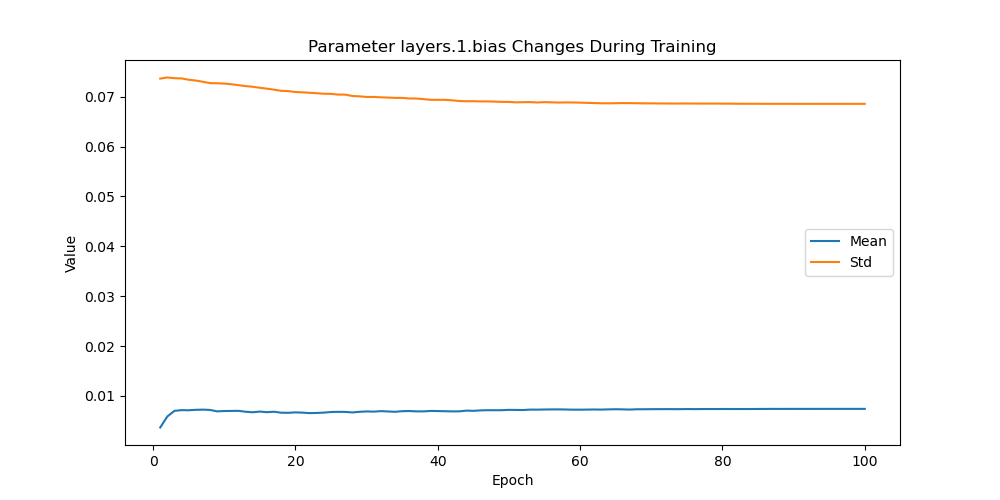 Parameter layers.1.bias Changes During Training
0.07
0.06
0.05
0.04
0.03
0.02
0.01
Value
Mean
Std
0
20
40
60
80
100
Epoch